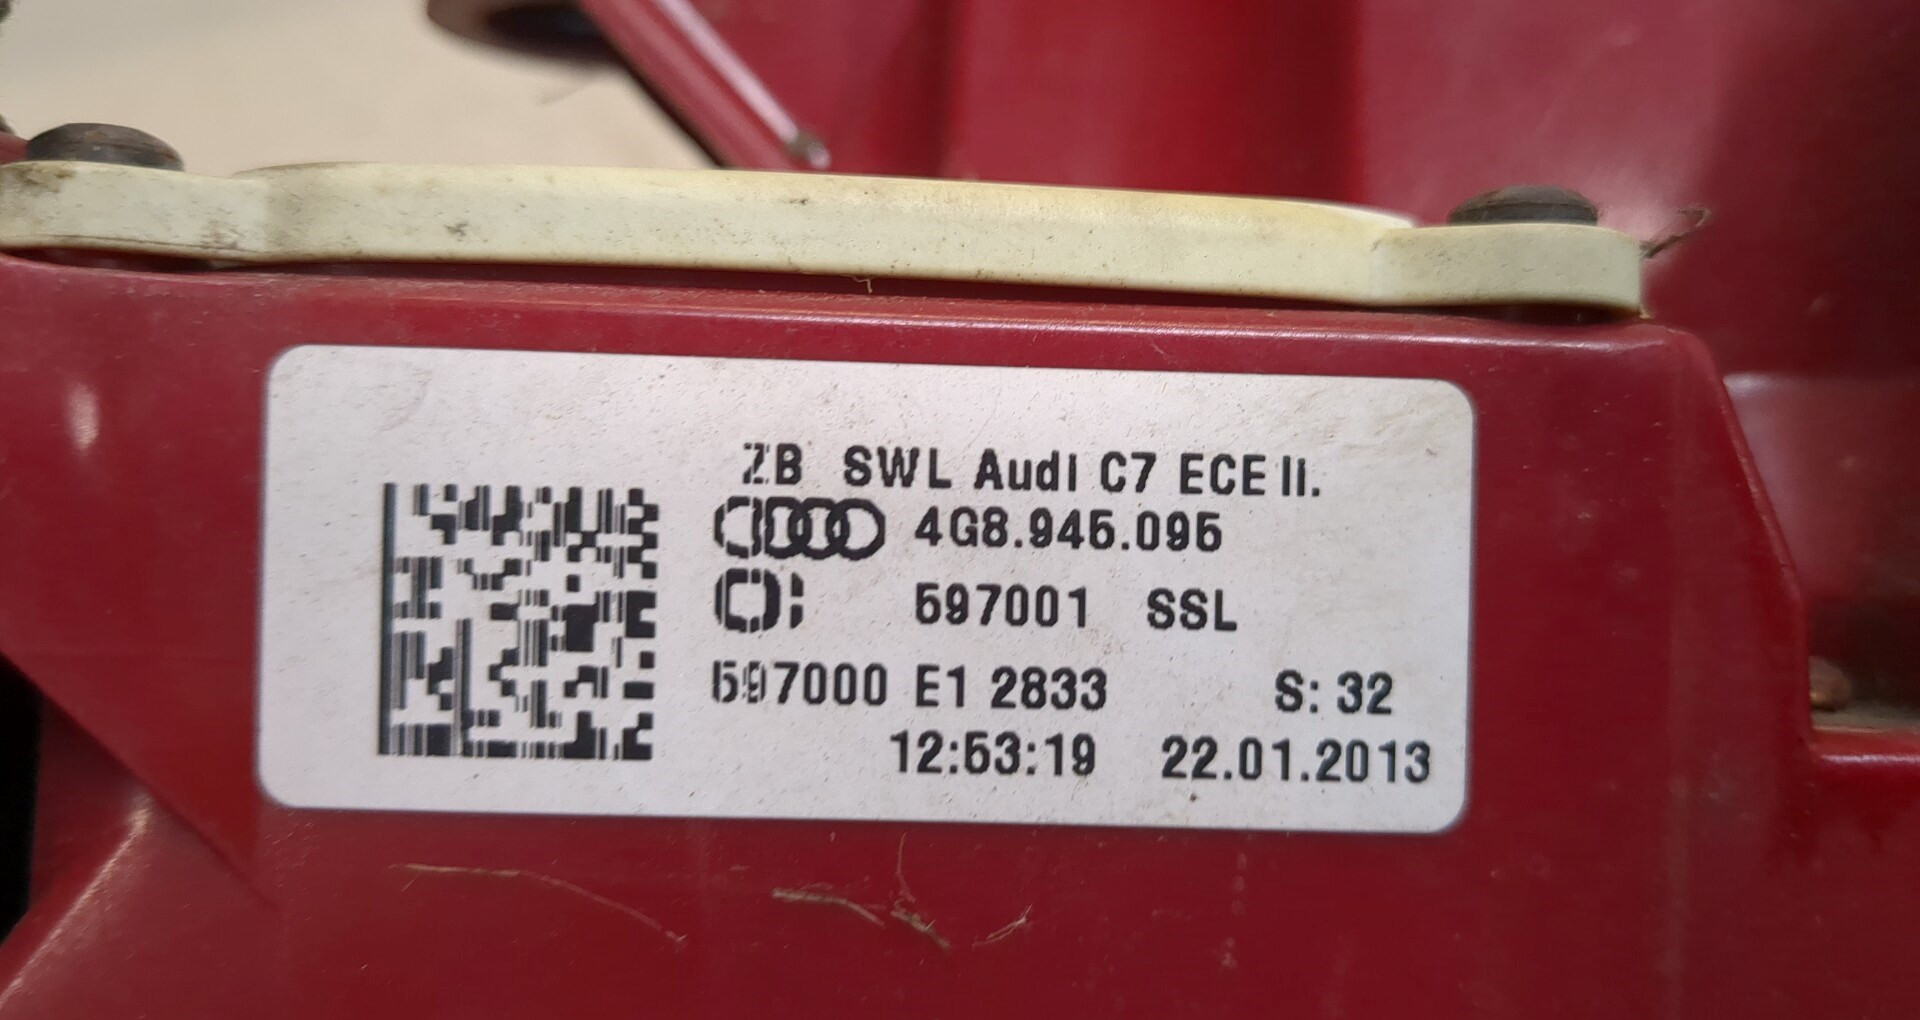 ZB SWL Audi C7 ECE li.
4G8.945.095
597001 SSL
597000 E1 2833 S: 32
12:53:19 22.01.2013